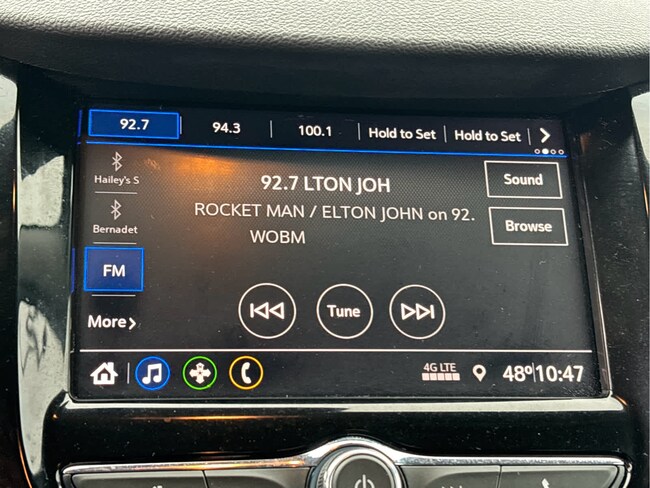 92.7 94.3 100.1 Hold to Set Hold to Set
Hailey's S
Bernadet
FM
More
92.7 LTON JOH
ROCKET MAN / ELTON JOHN on 92.
WOBM
Sound
Browse
Tune
4G LTE 48° 10:47